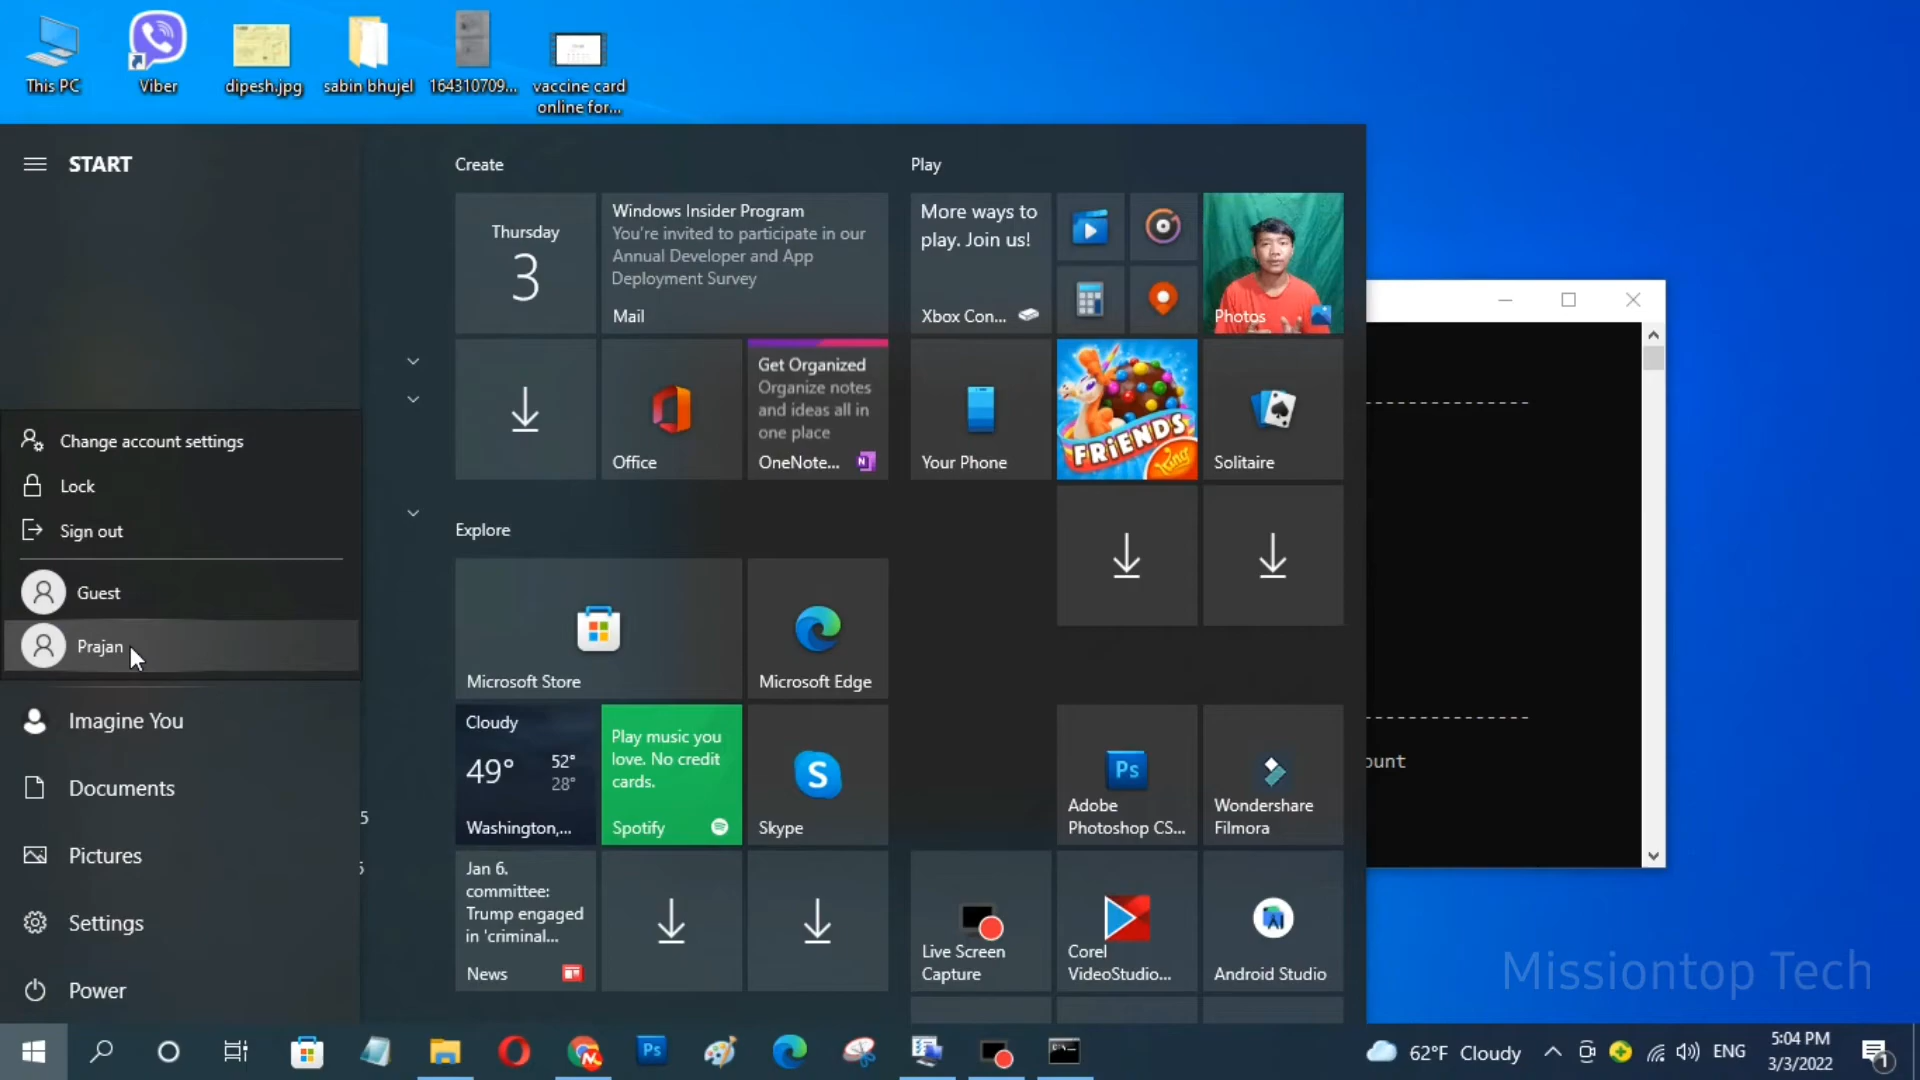 This PC
Viber
dipesh.jpg
sabin bhujel
164310709...
vaccine card
online for...
START
Create
Play
Thursday
3
Windows Insider Program
You're invited to participate in our
Annual Developer and App
Deployment Survey
Mail
More ways to
play. Join us!
Xbox Con...
Photos
Get Organized
Organize notes
and ideas all in
one place
OneNote...
Office
Your Phone
FRiENDS
King
Solitaire
Change account settings
Lock
Sign out
Guest
Prajan
Imagine You
Documents
Pictures
Settings
Power
Explore
Microsoft Store
Microsoft Edge
Cloudy
49°
52°
28°
Washington,...
Play music you
love. No credit
cards.
Spotify
Skype
Ps
Adobe
Photoshop CS...
Wondershare
Filmora
Jan 6.
committee:
Trump engaged
in 'criminal...
News
Live Screen
Capture
Corel
VideoStudio...
Android Studio
5
--------------
--------------
ount
Missiontop Tech
62°F Cloudy
ENG
5:04 PM
3/3/2022
1